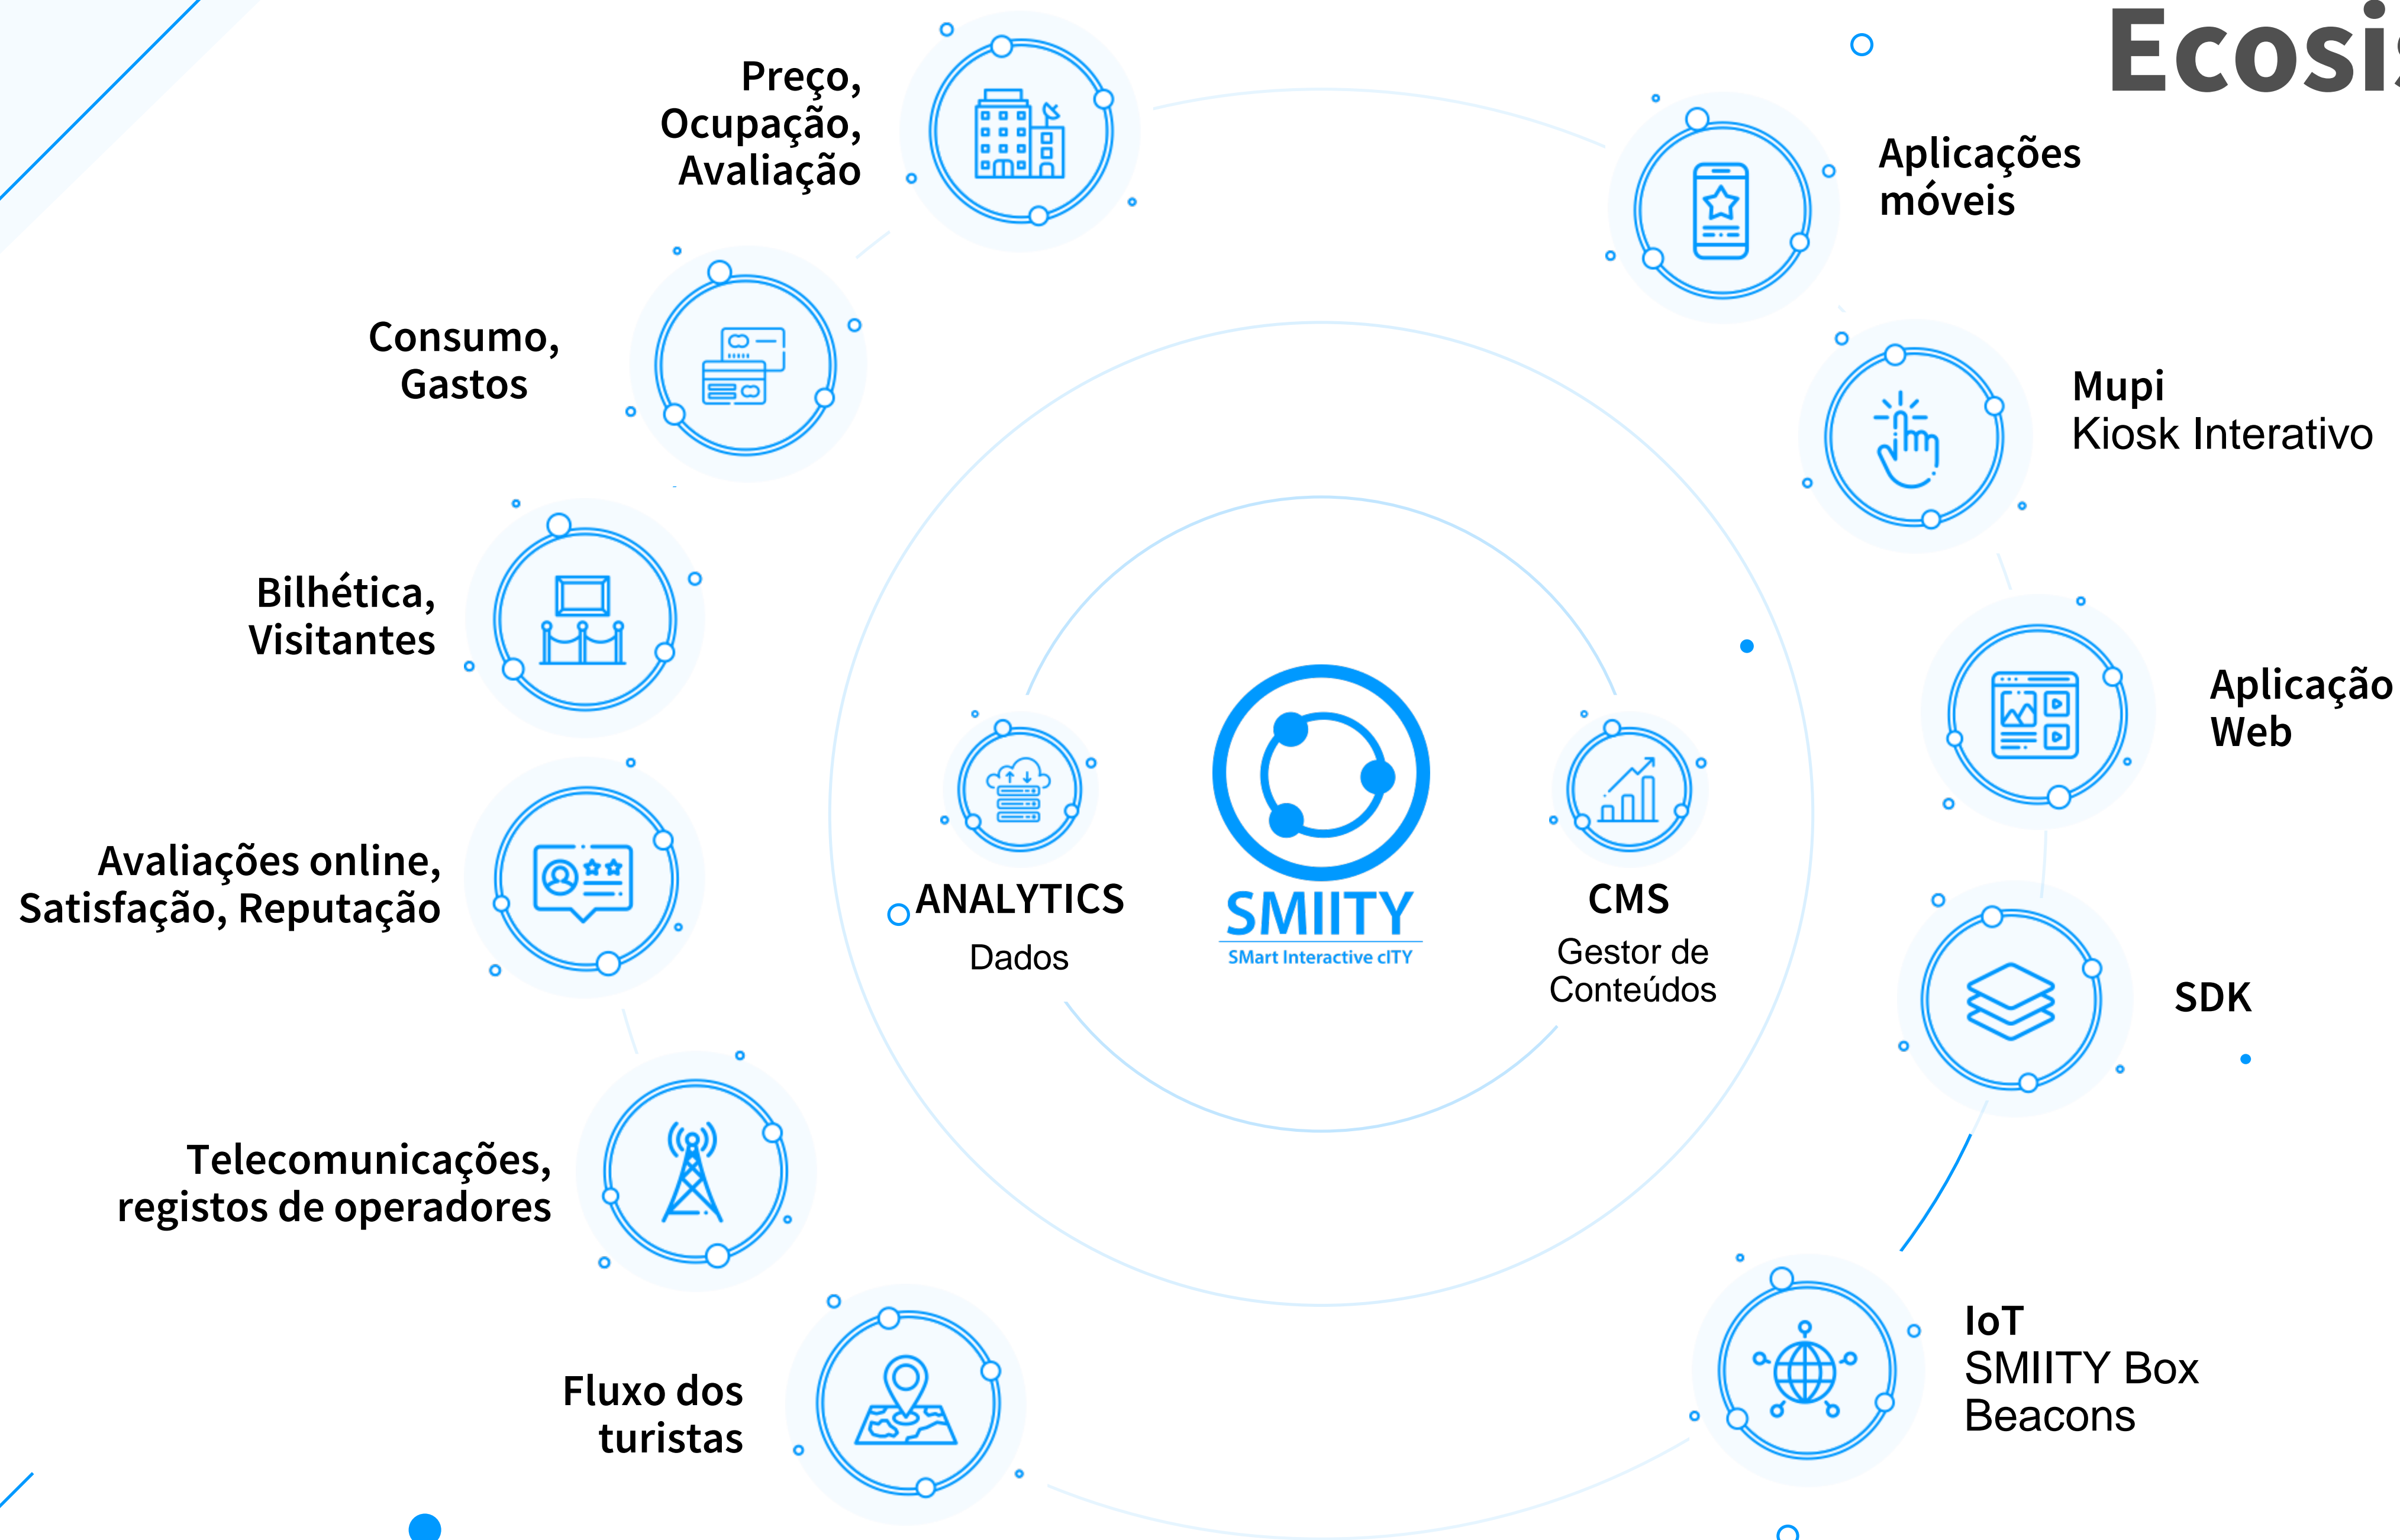 Ecosis
Preço,
Ocupação,
Avaliação
Consumo,
Gastos
Bilhética,
Visitantes
Avaliações online,
Satisfação, Reputação
Telecomunicações,
registos de operadores
Fluxo dos
turistas
ANALYTICS
Dados
SMIITY
SMart Interactive cITY
CMS
Gestor de
Conteúdos
Aplicações
móveis
Mupi
Kiosk Interativo
Aplicação
Web
SDK
IoT
SMIITY Box
Beacons